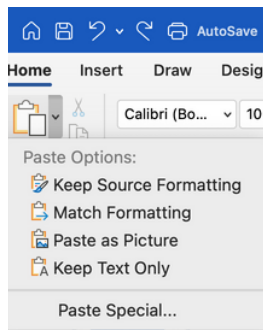 AutoSave
Home Insert Draw Desig
Calibri (Bo... 10
Paste Options:
Keep Source Formatting
Match Formatting
Paste as Picture
Keep Text Only
Paste Special...